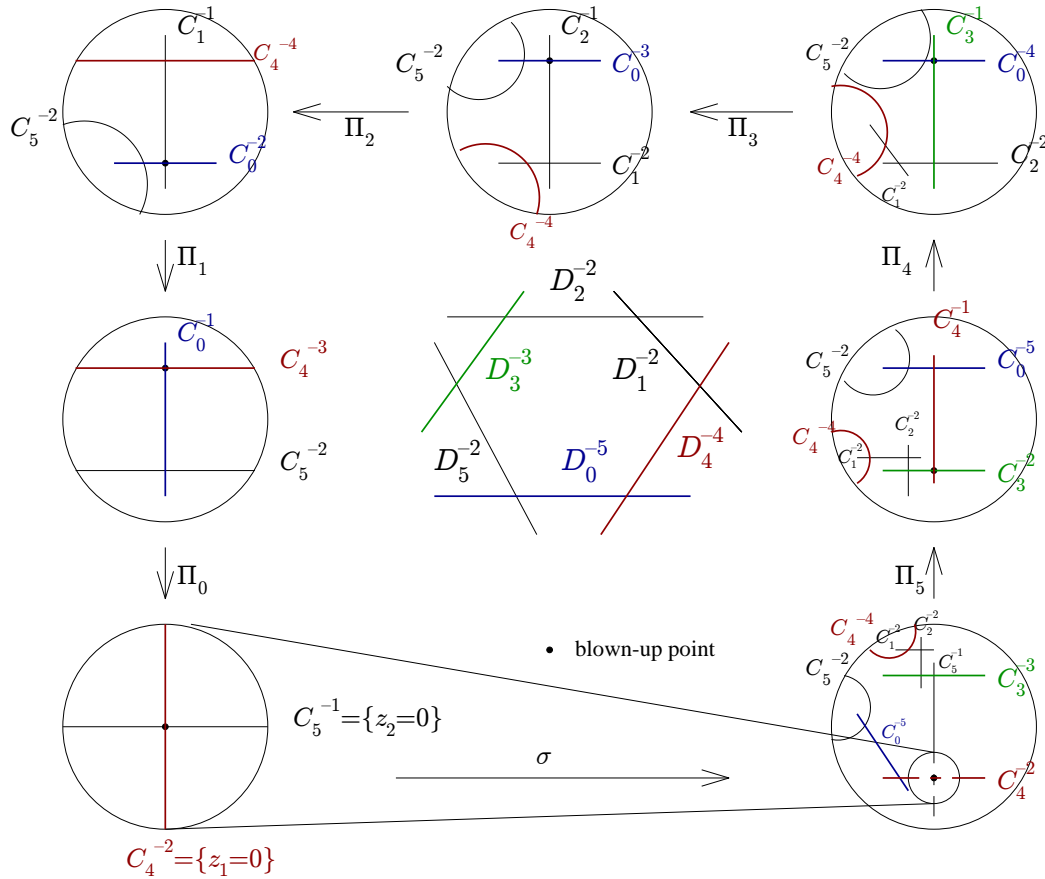 C_1^{-1}
C_4^{-4}
C_5^{-2}
C_0^{-2}
Π_2
C_2^{-1}
C_5^{-2}
C_0^{-3}
C_1^{-2}
C_4^{-4}
Π_3
C_3^{-1}
C_5^{-2}
C_0^{-4}
C_4^{-4}
C_1^{-2}
C_2^{-2}
Π_1
Π_4
C_0^{-1}
C_4^{-3}
C_5^{-2}
D_2^{-2}
D_3^{-3}
D_1^{-2}
D_5^{-2}
D_0^{-5}
D_4^{-4}
C_4^{-1}
C_5^{-2}
C_0^{-5}
C_4^{-4}
C_2^{-2}
C_1^{-2}
C_3^{-2}
Π_0
Π_5
• blown-up point
C_5^{-1}={z_2=0}
σ
C_4^{-2}={z_1=0}
C_4^{-4}
C_1^{-2}
C_2^{-2}
C_5^{-2}
C_5^{-1}
C_3^{-3}
C_0^{-5}
C_4^{-2}